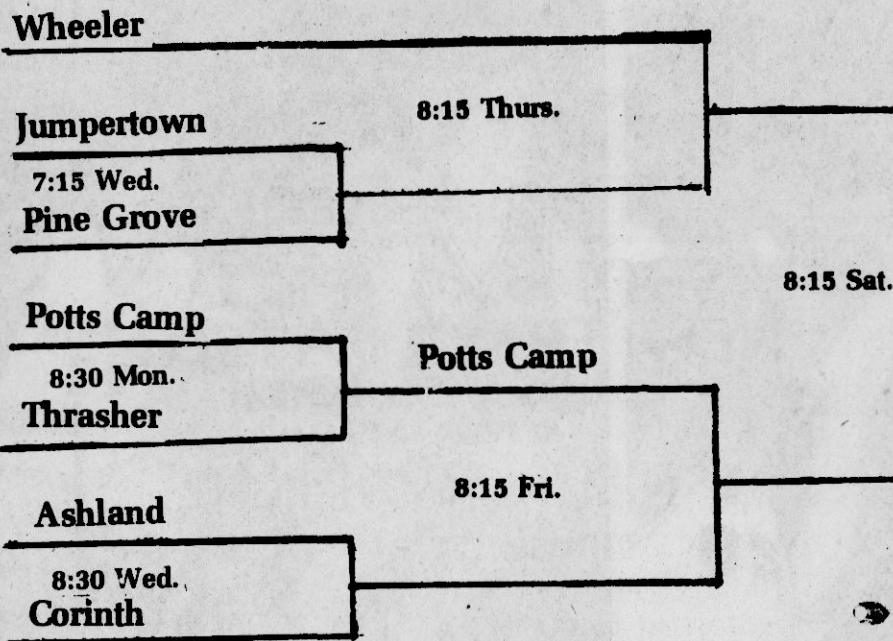 Wheeler
8:15 Thurs.
Jumpertown
7:15 Wed.
Pine Grove
8:15 Sat.
Potts Camp
8:30 Mon.
Thrasher
Potts Camp
8:15 Fri.
Ashland
8:30 Wed.
Corinth